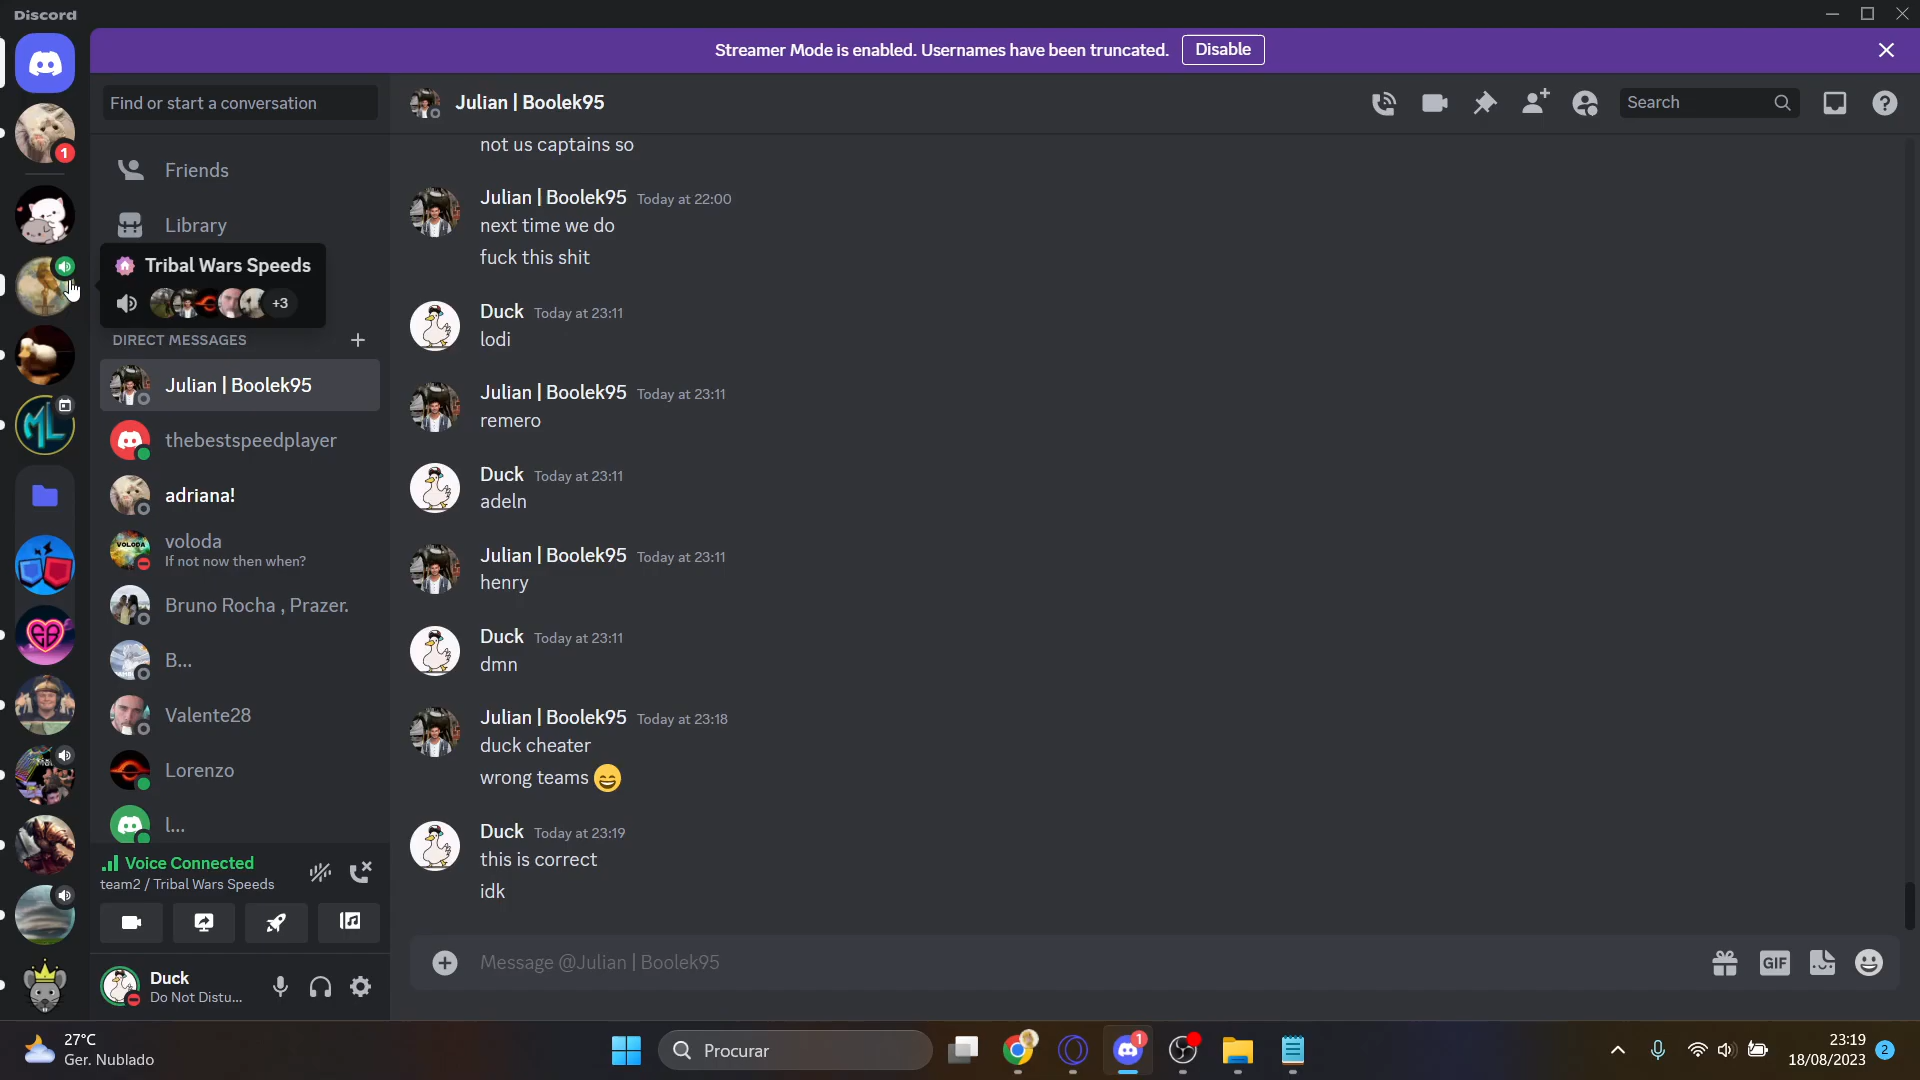 Discord
Streamer Mode is enabled. Usernames have been truncated.
Disable
Find or start a conversation
Julian | Boolek95
Search
1
Friends
Library
Tribal Wars Speeds
+3
DIRECT MESSAGES
Julian | Boolek95
thebestspeedplayer
adriana!
VOLODA
voloda
If not now then when?
Bruno Rocha , Prazer.
B...
Valente28
Lorenzo
l...
ML
Voice Connected
team2 / Tribal Wars Speeds
Duck
Do Not Distu...
not us captains so
Julian | Boolek95 Today at 22:00
next time we do
fuck this shit
Duck Today at 23:11
lodi
Julian | Boolek95 Today at 23:11
remero
Duck Today at 23:11
adeln
Julian | Boolek95 Today at 23:11
henry
Duck Today at 23:11
dmn
Julian | Boolek95 Today at 23:18
duck cheater
wrong teams 😄
Duck Today at 23:19
this is correct
idk
Message @Julian | Boolek95
GIF
27°C
Ger. Nublado
Procurar
1
23:19
18/08/2023
2